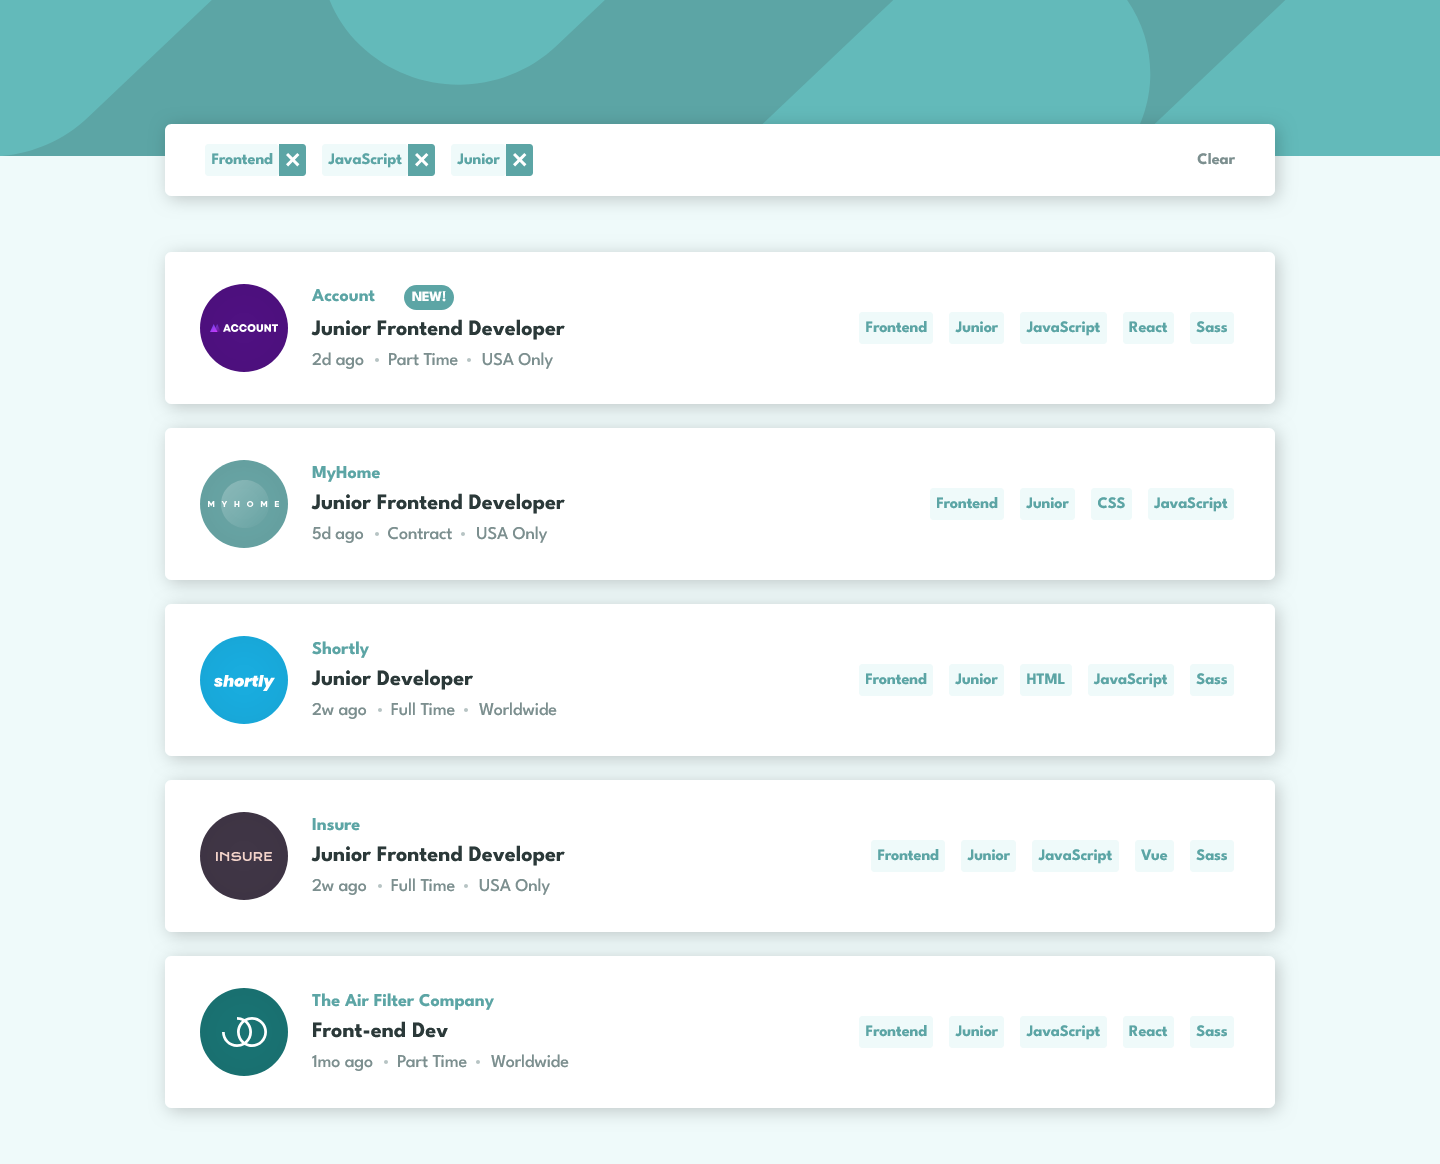 Frontend JavaScript Junior Clear
ACCOUNT
Account NEW!
Junior Frontend Developer
2d ago • Part Time • USA Only
Frontend Junior JavaScript React Sass
MYHOME
MyHome
Junior Frontend Developer
5d ago • Contract • USA Only
Frontend Junior CSS JavaScript
shortly
Shortly
Junior Developer
2w ago • Full Time • Worldwide
Frontend Junior HTML JavaScript Sass
INSURE
Insure
Junior Frontend Developer
2w ago • Full Time • USA Only
Frontend Junior JavaScript Vue Sass
The Air Filter Company
Front-end Dev
1mo ago • Part Time • Worldwide
Frontend Junior JavaScript React Sass